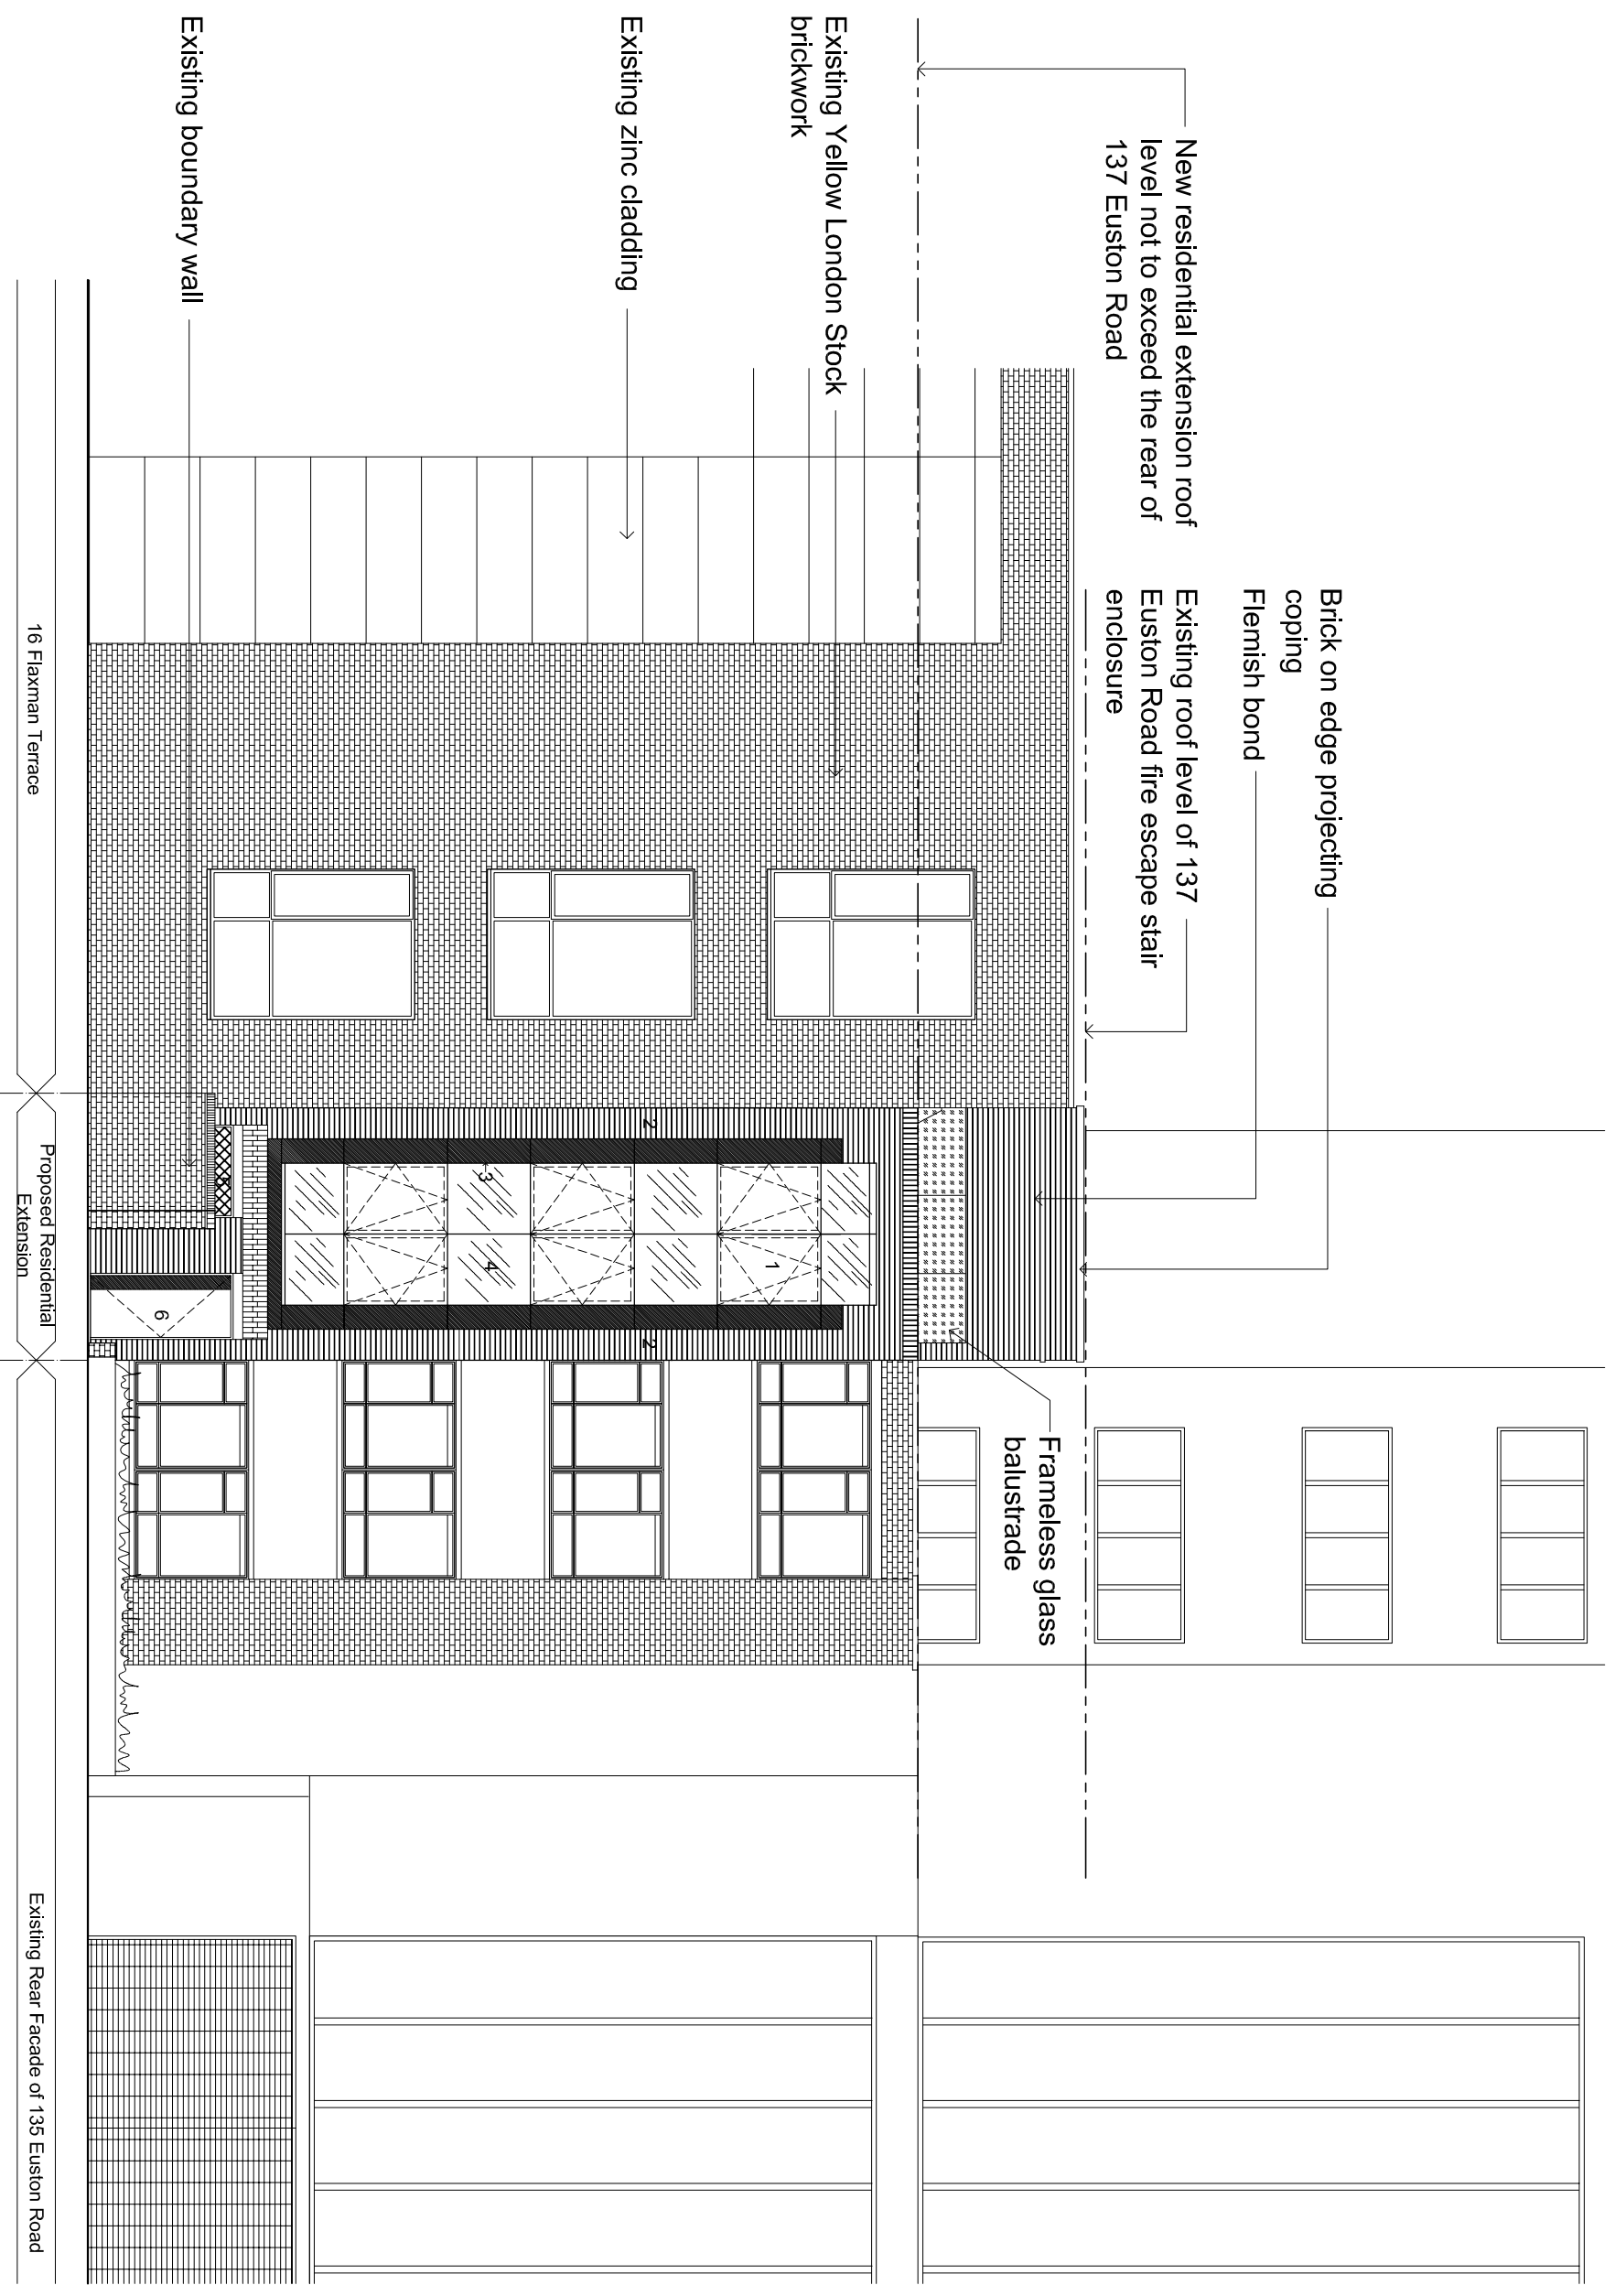 New residential extension roof
level not to exceed the rear of
137 Euston Road
Existing Yellow London Stock
brickwork
Existing zinc cladding
Existing boundary wall
Brick on edge projecting
coping
Flemish bond
Existing roof level of 137
Euston Road fire escape stair
enclosure
Frameless glass
balustrade
2
3
1
4
2
6
16 Flaxman Terrace
Proposed Residential
Extension
Existing Rear Facade of 135 Euston Road